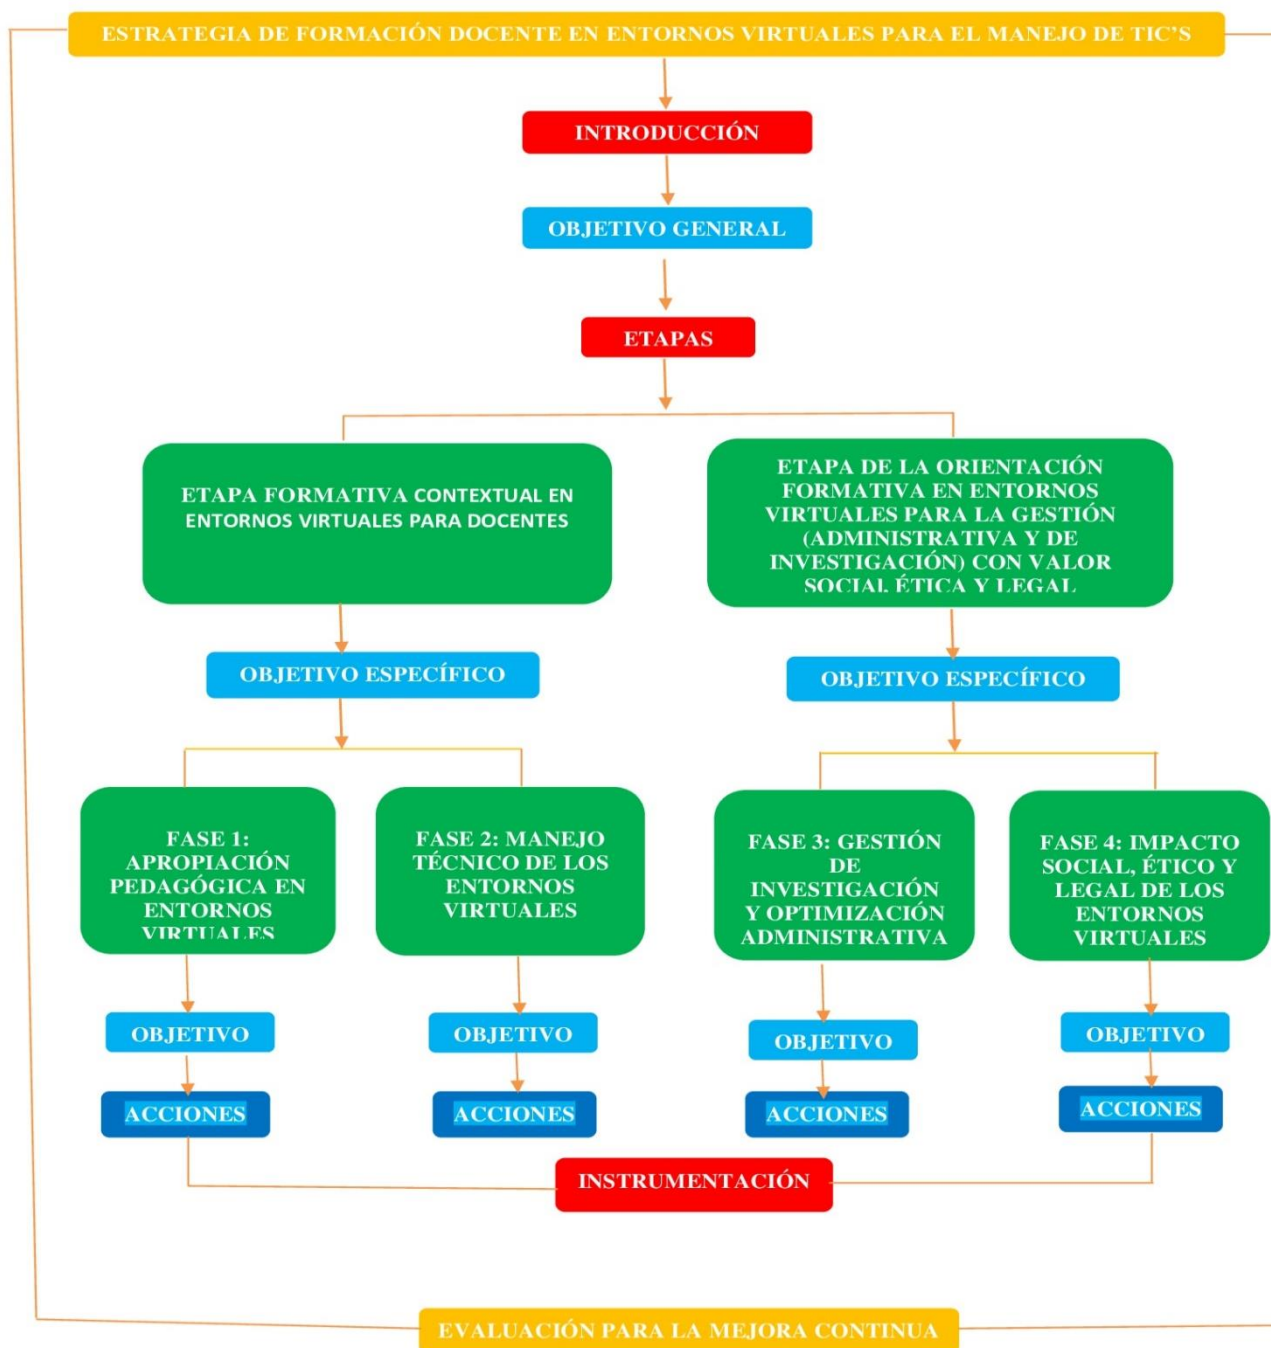 ESTRATEGIA DE FORMACIÓN DOCENTE EN ENTORNOS VIRTUALES PARA EL MANEJO DE TIC’S
INTRODUCCIÓN
OBJETIVO GENERAL
ETAPAS
ETAPA FORMATIVA CONTEXTUAL EN
ENTORNOS VIRTUALES PARA DOCENTES
ETAPA DE LA ORIENTACIÓN
FORMATIVA EN ENTORNOS
VIRTUALES PARA LA GESTIÓN
(ADMINISTRATIVA Y DE
INVESTIGACIÓN) CON VALOR
SOCIAL, ÉTICA Y LEGAL
OBJETIVO ESPECÍFICO
OBJETIVO ESPECÍFICO
FASE 1:
APROPIACIÓN
PEDAGÓGICA EN
ENTORNOS
VIRTUALES
FASE 2: MANEJO
TÉCNICO DE LOS
ENTORNOS
VIRTUALES
FASE 3: GESTIÓN
DE
INVESTIGACIÓN
Y OPTIMIZACIÓN
ADMINISTRATIVA
FASE 4: IMPACTO
SOCIAL, ÉTICO Y
LEGAL DE LOS
ENTORNOS
VIRTUALES
OBJETIVO
OBJETIVO
OBJETIVO
OBJETIVO
ACCIONES
ACCIONES
ACCIONES
ACCIONES
INSTRUMENTACIÓN
EVALUACIÓN PARA LA MEJORA CONTINUA